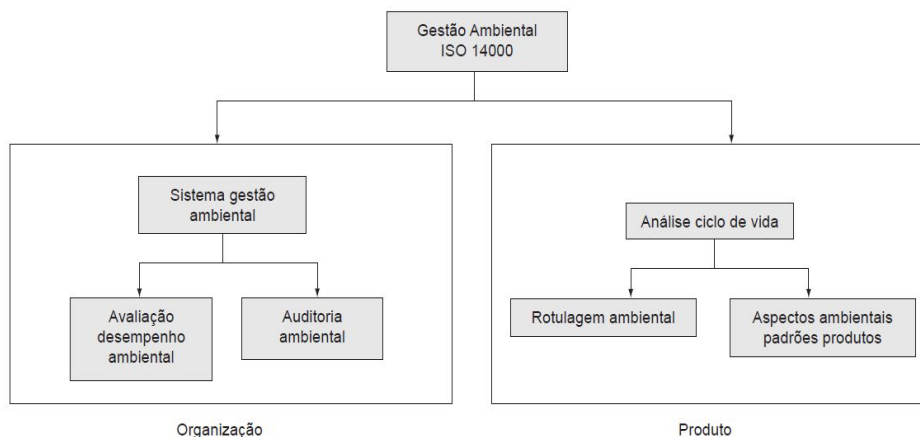 Gestão Ambiental
ISO 14000
Sistema gestão
ambiental
Avaliação
desempenho
ambiental
Auditoria
ambiental
Organização
Análise ciclo de vida
Rotulagem ambiental
Aspectos ambientais
padrões produtos
Produto